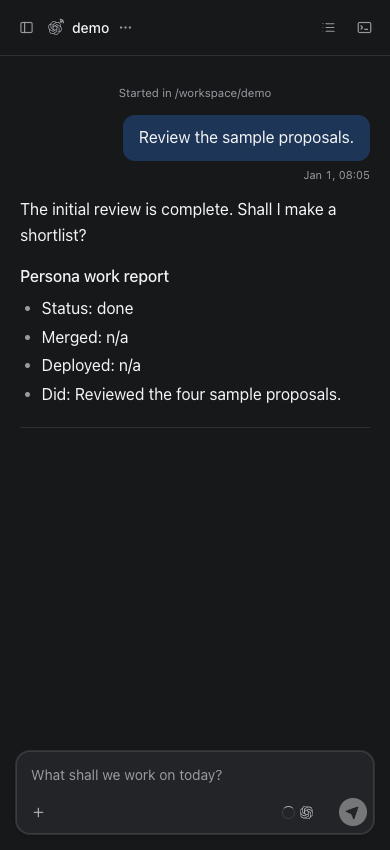 demo
Started in /workspace/demo
Review the sample proposals.
Jan 1, 08:05
The initial review is complete. Shall I make a
shortlist?
Persona work report
Status: done
Merged: n/a
Deployed: n/a
Did: Reviewed the four sample proposals.
What shall we work on today?